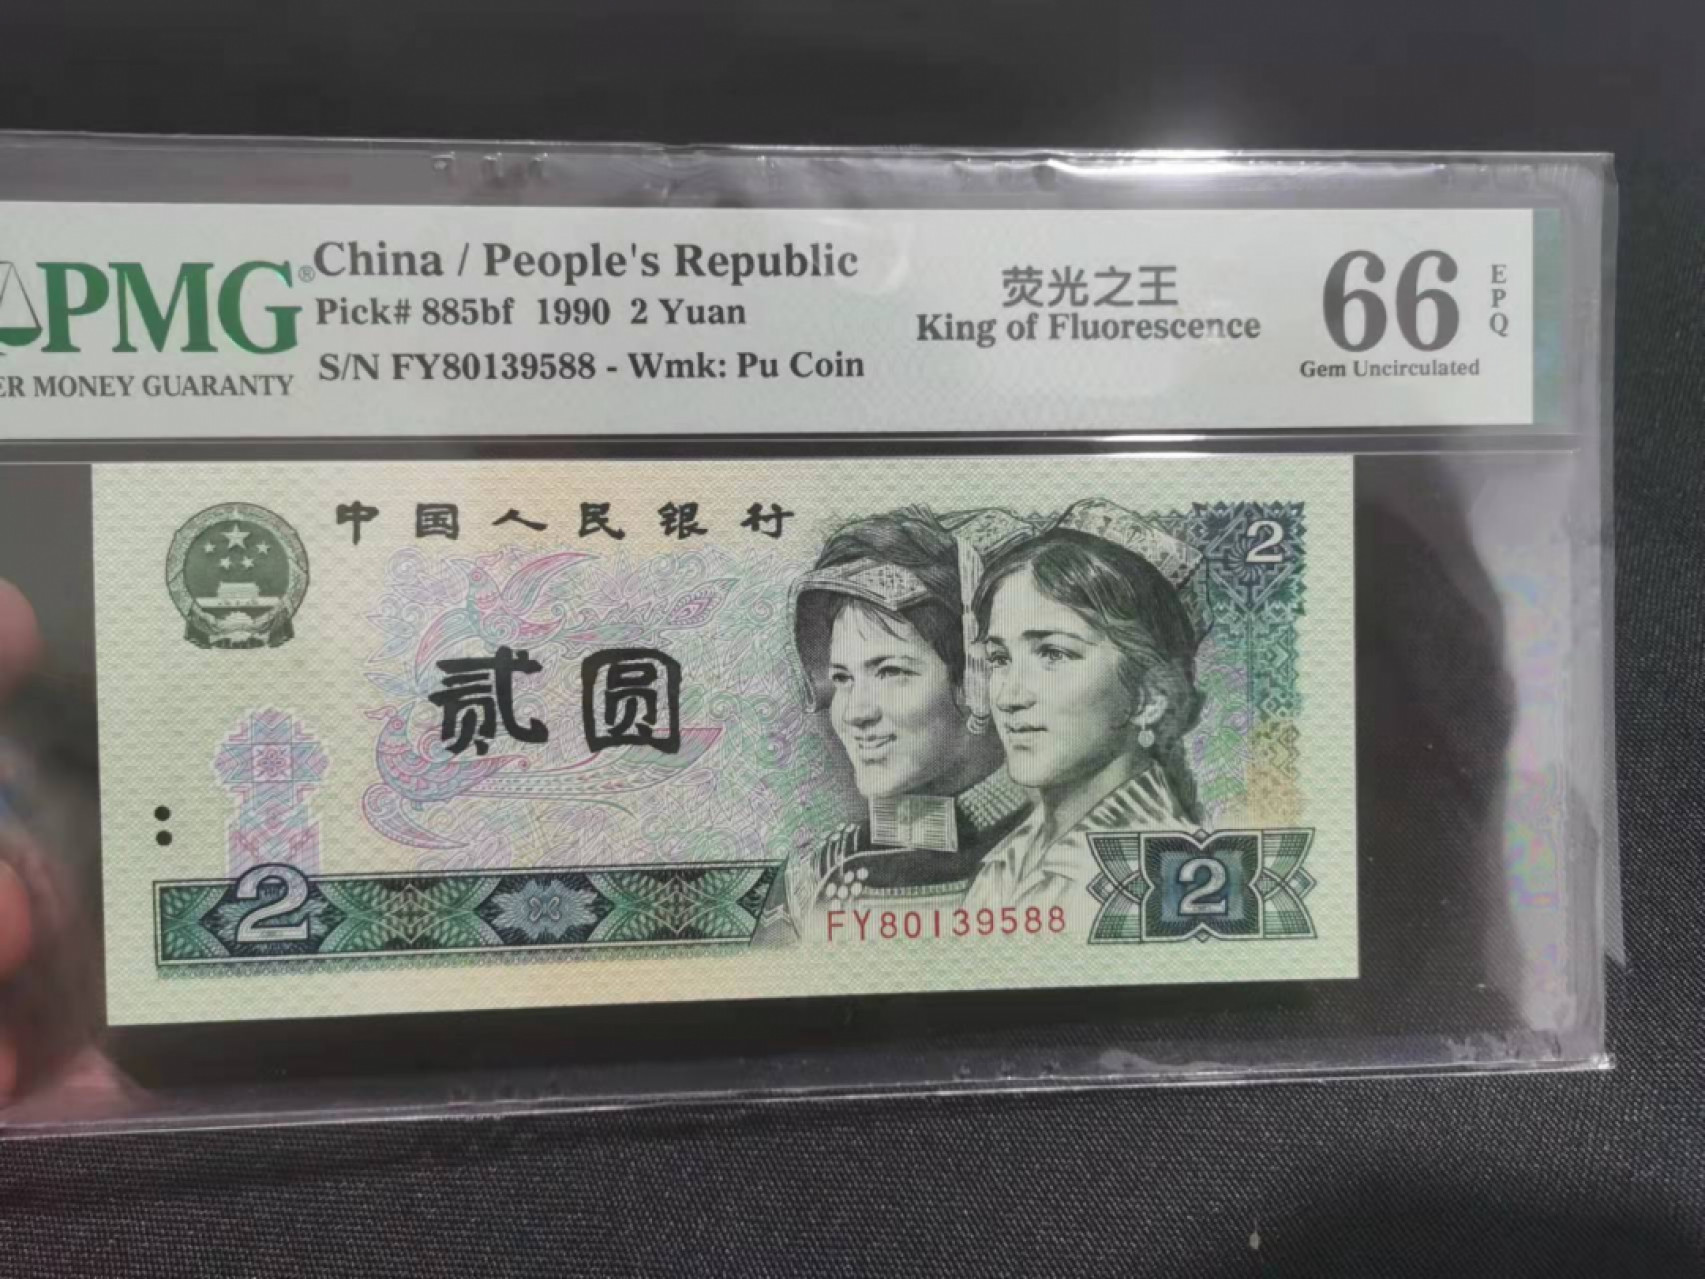 PMG®
ER MONEY GUARANTY
China / People's Republic
Pick# 885bf 1990 2 Yuan
S/N FY80139588 - Wmk: Pu Coin
荧光之王
King of Fluorescence
66
EPQ
Gem Uncirculated
中国人民银行
2
贰圆
2
FY80139588
2